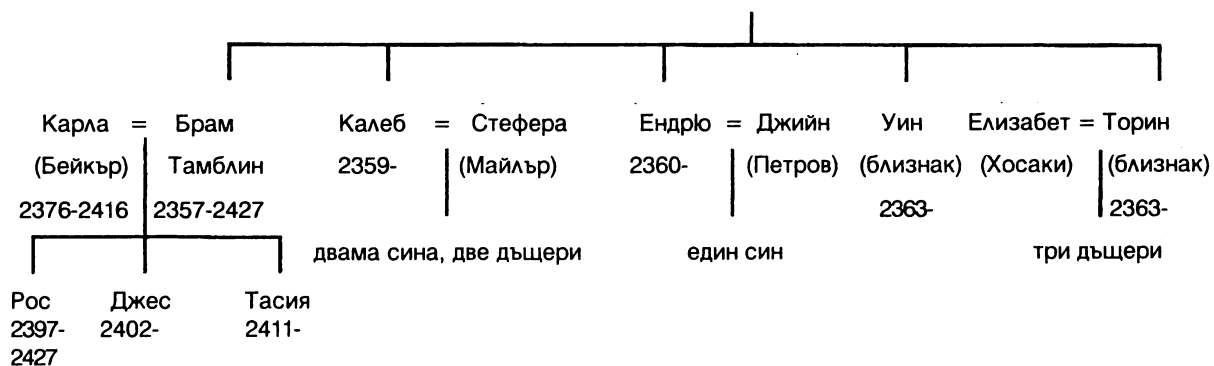 Карла = Брам Калеб = Стефера Ендрю = Джийн Уин Елизабет = Торин
(Бейкър) Тамблин 2359- (Майлър) 2360- (Петров) (близнак) (Хосаки) (близнак)
2376-2416 2357-2427 2363- 2363-
двама сина, две дъщери един син три дъщери
Рос Джес Тасия
2397- 2402- 2411-
2427